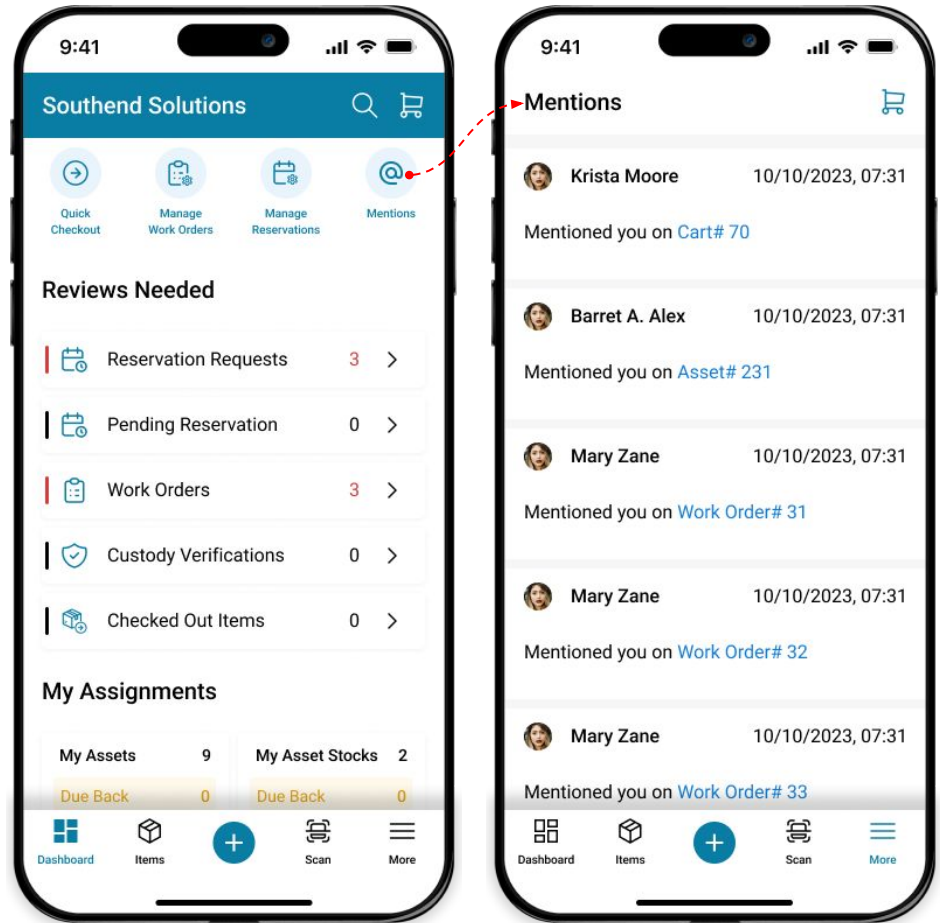 9:41
Southend Solutions
Quick Checkout
Manage Work Orders
Manage Reservations
Mentions
Reviews Needed
Reservation Requests 3
Pending Reservation 0
Work Orders 3
Custody Verifications 0
Checked Out Items 0
My Assignments
My Assets 9
My Asset Stocks 2
Due Back 0
Due Back 0
Dashboard
Items
Scan
More
9:41
Mentions
Krista Moore 10/10/2023, 07:31
Mentioned you on Cart# 70
Barret A. Alex 10/10/2023, 07:31
Mentioned you on Asset# 231
Mary Zane 10/10/2023, 07:31
Mentioned you on Work Order# 31
Mary Zane 10/10/2023, 07:31
Mentioned you on Work Order# 32
Mary Zane 10/10/2023, 07:31
Mentioned you on Work Order# 33
Dashboard
Items
Scan
More